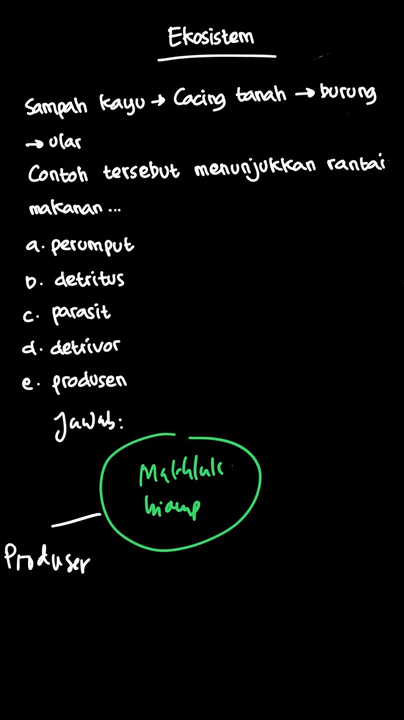 Ekosistem
Sampah kayu → Cacing tanah → burung
→ ular
Contoh tersebut menunjukkan rantai
makanan...
a. perumput
b. detritus
c. parasit
d. detrivor
e. produsen
Jawab:
Makhluk
hidup
Produser